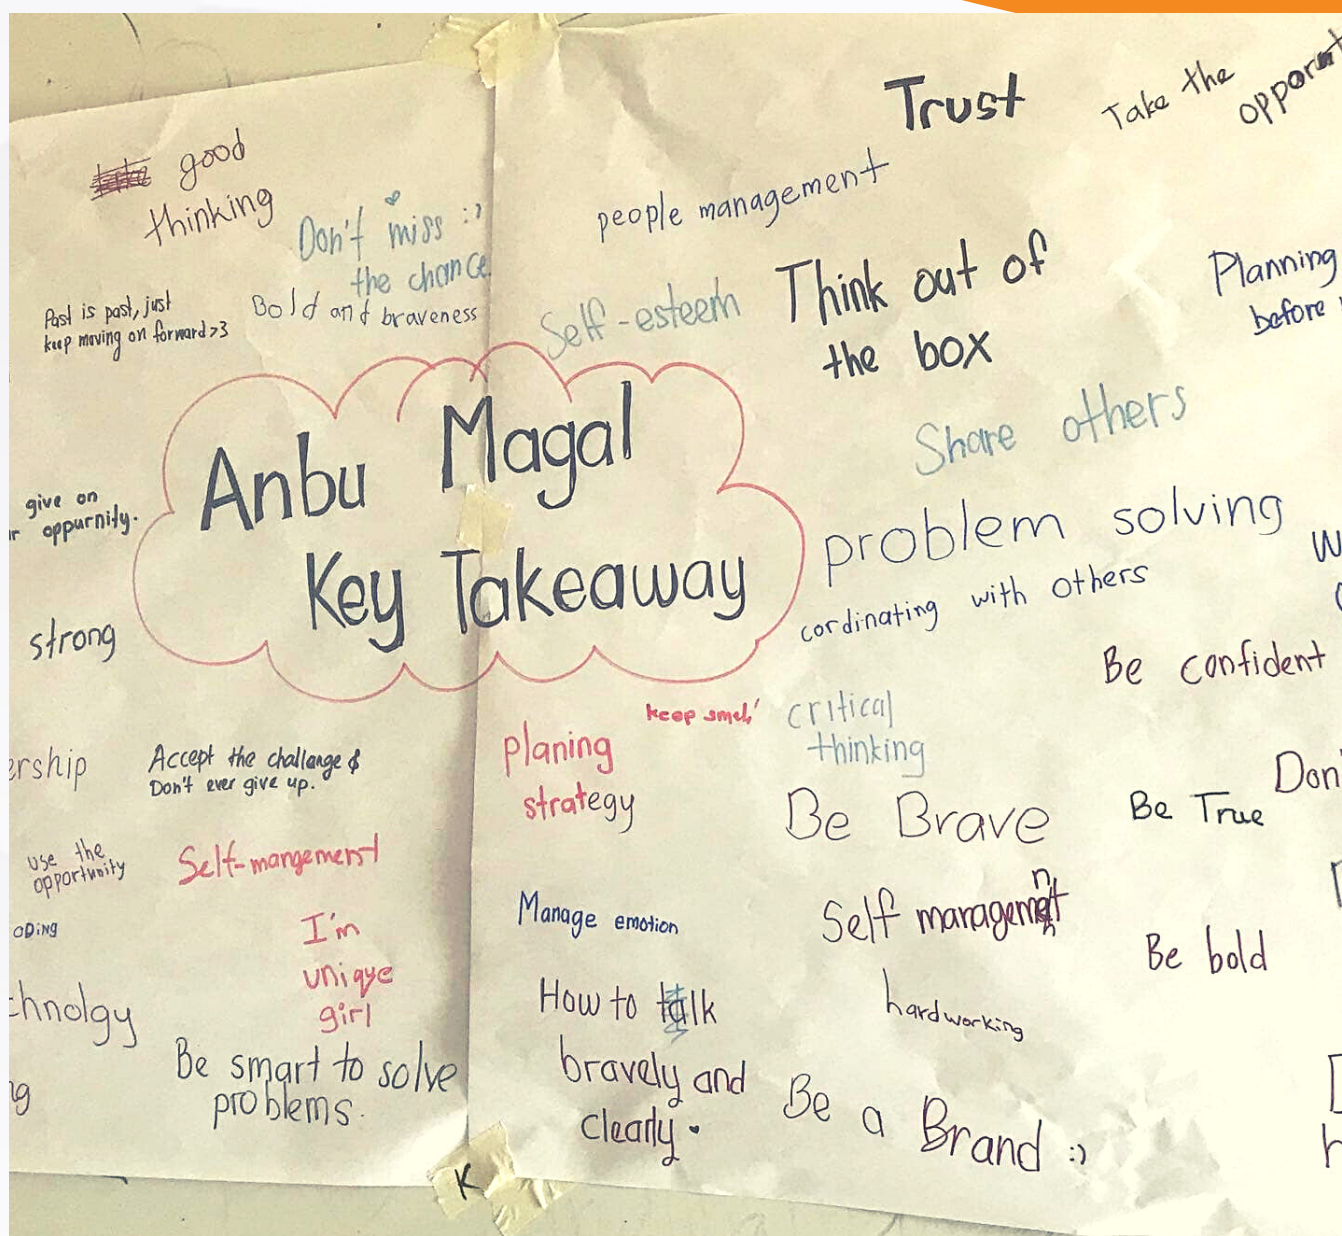 good
thinking
Don't miss :)
the chance
Past is past, just
keep moving on forward >3
Bold and braveness
Anbu Magal
Key Takeaway
give on
oppurnity.
strong
ership
Accept the challenge &
Don't ever give up.
use the
opportunity
Self-mangement
ODiNg
I'm
unique
girl
chnolgy
Be smart to solve
problems.
g
Trust
Take the
opport
people management
Self-esteem
Think out of
the box
Planning
before
Share others
problem solving
cordinating with others
Be confident
keep
planing
strategy
critical
thinking
Be Brave
Be True
Don'
Manage emotion
Self management
Be bold
How to talk
bravely and
clearly.
hardworking
Be a Brand :)
K